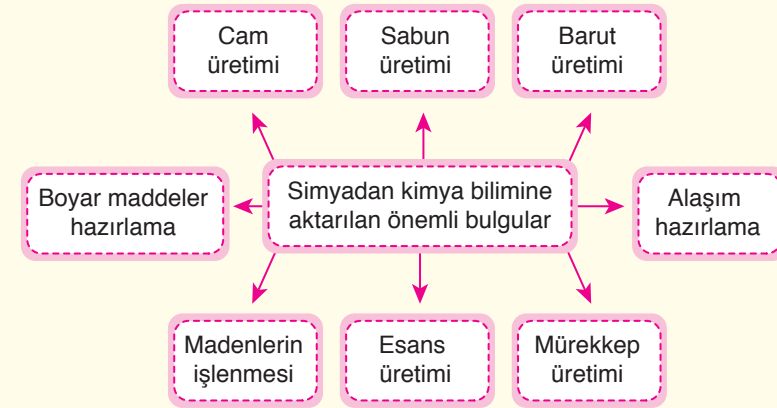 Cam
üretimi
Sabun
üretimi
Barut
üretimi
Boyar maddeler
hazırlama
Simyadan kimya bilimine
aktarılan önemli bulgular
Alaşım
hazırlama
Madenlerin
işlenmesi
Esans
üretimi
Mürekkep
üretimi